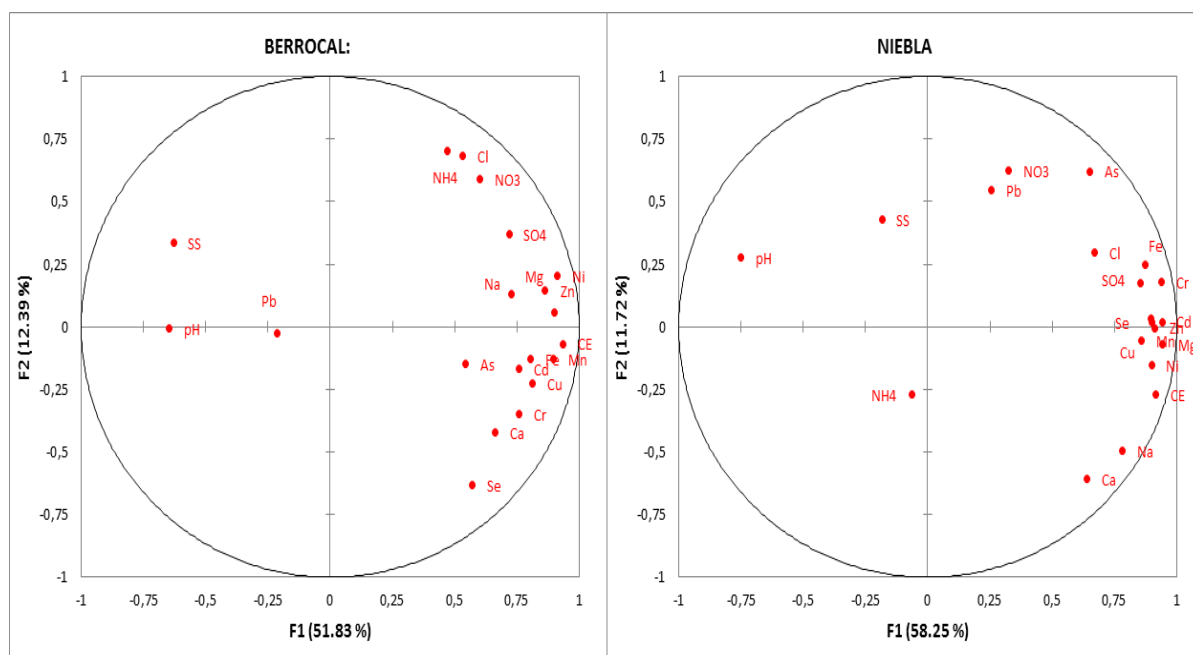 BERROCAL:
1
0,75
0,5
0,25
0
-0,25
-0,5
-0,75
-1
F2 (12.39 %)
Cl
NH4
NO3
SO4
SS
Mg
Ni
Na
Zn
Pb
pH
CE
As
Fe
Mn
Cd
Cu
Cr
Ca
Se
-1
-0,75
-0,5
-0,25
0
0,25
0,5
0,75
1
F1 (51.83 %)
NIEBLA
1
0,75
0,5
0,25
0
-0,25
-0,5
-0,75
-1
F2 (11.72 %)
NO3
As
Pb
SS
pH
Cl
Fe
SO4
Cr
Se
Cd
Zn
Mn
Mg
Cu
Ni
NH4
CE
Na
Ca
-1
-0,75
-0,5
-0,25
0
0,25
0,5
0,75
1
F1 (58.25 %)